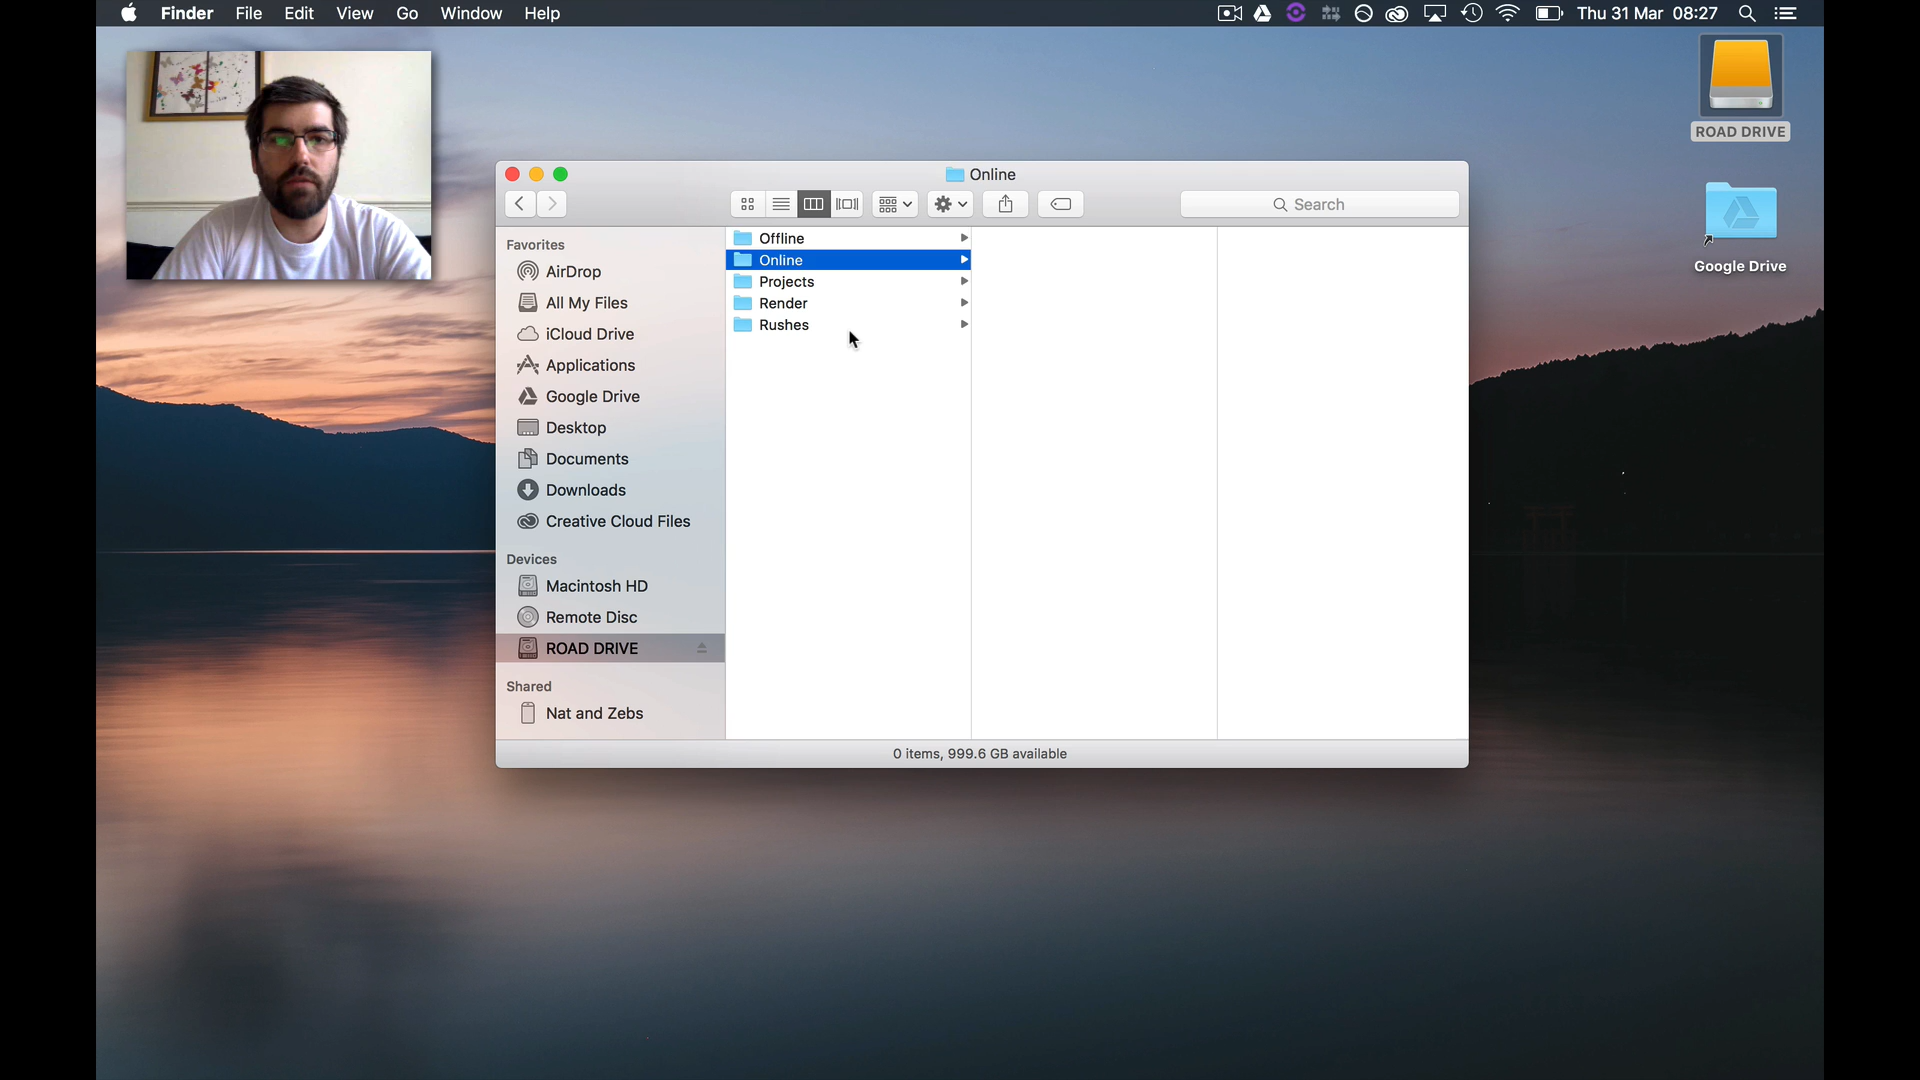 Finder File Edit View Go Window Help Thu 31 Mar 08:27
ROAD DRIVE
Google Drive
Online
Search
Favorites
AirDrop
All My Files
iCloud Drive
Applications
Google Drive
Desktop
Documents
Downloads
Creative Cloud Files
Devices
Macintosh HD
Remote Disc
ROAD DRIVE
Shared
Nat and Zebs
Offline
Online
Projects
Render
Rushes
0 items, 999.6 GB available